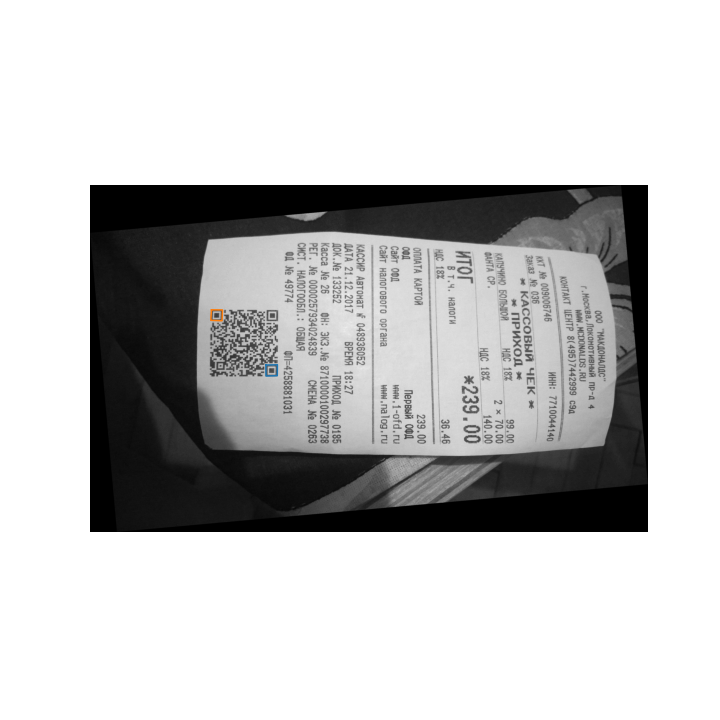 ООО "МАКДОНАЛДС"
г.Москва,Локомотивный пр-д 4
WWW.MCDONALDS.RU
КОНТАКТ ЦЕНТР 8(495)7442999 СЯД
ИНН: 7710044140
ККТ № 009006746
Заказ № 036
* КАССОВЫЙ ЧЕК *
* ПРИХОД *
НДС 18% 99.00
КАПУЧИНО БОЛЬШОЙ 2 × 70.00
ФАНТА СР. НДС 18% 140.00
ИТОГ *239.00
В т.ч. налоги
НДС 18% 36.46
ОПЛАТА КАРТОЙ 239.00
ОФД Первый ОФД
Сайт ОФД www.1-ofd.ru
Сайт налогового органа www.nalog.ru
КАССИР Автомат # 048936052
ДАТА 21.12.2017 ВРЕМЯ 18:27
ДОК.№ 133252 ПРИХОД № 0185
Касса № 26 ФН: ЭКЗ.№ 8710000100297738
РЕГ. № 0000257934024839 СМЕНА № 0263
СИСТ. НАЛОГООБЛ.: ОБЩАЯ
ФД № 49774 ФП=4258881031